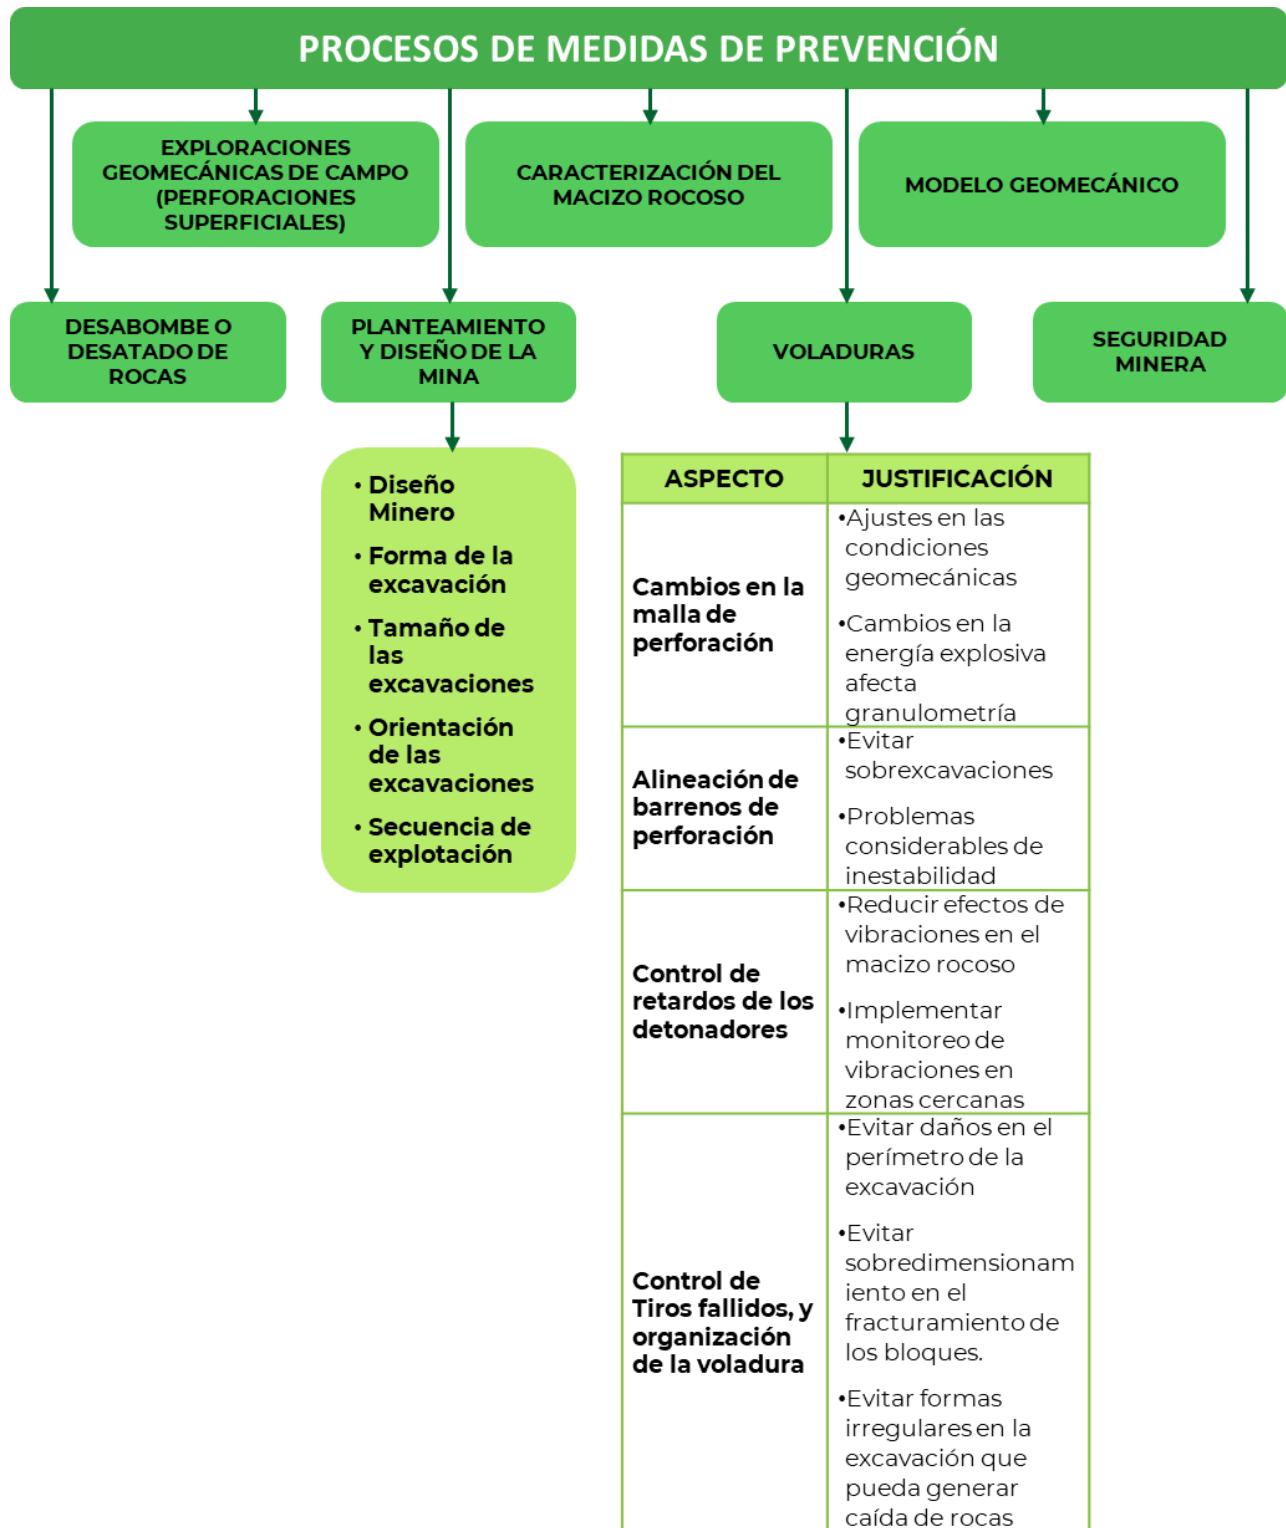 PROCESOS DE MEDIDAS DE PREVENCIÓN
EXPLORACIONES
GEOMECÁNICAS DE CAMPO
(PERFORACIONES
SUPERFICIALES)
CARACTERIZACIÓN DEL
MACIZO ROCOSO
MODELO GEOMECÁNICO
DESABOMBE O
DESATADO DE
ROCAS
PLANTEAMIENTO
Y DISEÑO DE LA
MINA
VOLADURAS
SEGURIDAD
MINERA
• Diseño
Minero
• Forma de la
excavación
• Tamaño de
las
excavaciones
• Orientación
de las
excavaciones
• Secuencia de
explotación
ASPECTO
JUSTIFICACIÓN
Cambios en la
malla de
perforación
•Ajustes en las
condiciones
geomecánicas
•Cambios en la
energía explosiva
afecta
granulometría
Alineación de
barrenos de
perforación
•Evitar
sobrexcavaciones
•Problemas
considerables de
inestabilidad
Control de
retardos de los
detonadores
•Reducir efectos de
vibraciones en el
macizo rocoso
•Implementar
monitoreo de
vibraciones en
zonas cercanas
Control de
Tiros fallidos, y
organización
de la voladura
•Evitar daños en el
perímetro de la
excavación
•Evitar
sobredimensionam
iento en el
fracturamiento de
los bloques.
•Evitar formas
irregulares en la
excavación que
pueda generar
caída de rocas